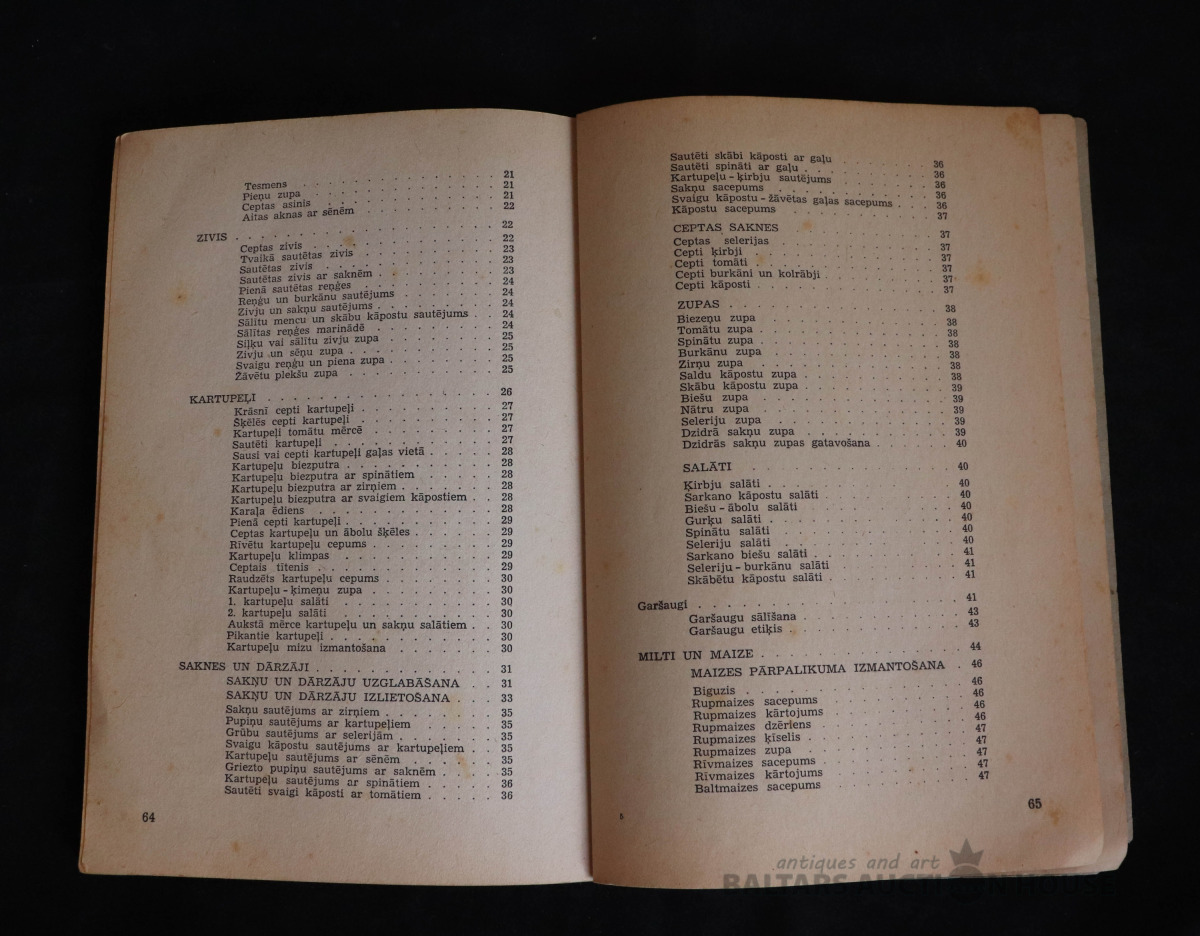 Tesmens . . . . . . . . . 21
Pieņu zupa . . . . . . . . . 21
Ceptas asinis . . . . . . . . . 21
Aitas aknas ar sēnēm . . . . . . . . . 22
ZIVIS . . . . . . . . . 22
Ceptas zivis . . . . . . . . . 22
Tvaikā sautētas zivis . . . . . . . . . 23
Sautētas zivis . . . . . . . . . 23
Sautētas zivis ar saknēm . . . . . . . . . 23
Pienā sautētas reņģes . . . . . . . . . 24
Reņģu un burkānu sautējums . . . . . . . . . 24
Zivju un sakņu sautējums . . . . . . . . . 24
Sālītu mencu un skābu kāpostu sautējums . . 24
Sālītas reņģes marinādē . . . . . . . . . 24
Siļķu vai sālītu zivju zupa . . . . . . . . . 25
Zivju un sēņu zupa . . . . . . . . . 25
Svaigu reņģu un piena zupa . . . . . . . . . 25
Žāvētu plekšu zupa . . . . . . . . . 25
KARTUPEĻI . . . . . . . . . 26
Krāsnī cepti kartupeļi . . . . . . . . . 27
Šķēlēs cepti kartupeļi . . . . . . . . . 27
Kartupeļi tomātu mērcē . . . . . . . . . 27
Sautēti kartupeļi . . . . . . . . . 27
Sausi vai cepti kartupeļi gaļas vietā . . . . . 28
Kartupeļu biezputra . . . . . . . . . 28
Kartupeļu biezputra ar spinātiem . . . . . 28
Kartupeļu biezputra ar zirņiem . . . . . . 28
Kartupeļu biezputra ar svaigiem kāpostiem . . 28
Karaļa ēdiens . . . . . . . . . 28
Pienā cepti kartupeļi . . . . . . . . . 29
Ceptas kartupeļu un ābolu šķēles . . . . . . 29
Rīvētu kartupeļu cepums . . . . . . . . . 29
Kartupeļu klimpas . . . . . . . . . 29
Ceptais tītenis . . . . . . . . . 29
Raudzēts kartupeļu cepums . . . . . . . . 30
Kartupeļu - ķimeņu zupa . . . . . . . . . 30
1. kartupeļu salāti . . . . . . . . . 30
2. kartupeļu salāti . . . . . . . . . 30
Aukstā mērce kartupeļu un sakņu salātiem . . 30
Pikantie kartupeļi . . . . . . . . . 30
Kartupeļu mizu izmantošana . . . . . . . . 30
SAKNES UN DĀRZĀJI . . . . . . . . . 31
SAKŅU UN DĀRZĀJU UZGLABĀŠANA . . 31
SAKŅU UN DĀRZĀJU IZLIETOŠANA . . . 33
Sakņu sautējums ar zirņiem . . . . . . . . 35
Pupiņu sautējums ar kartupeļiem . . . . . . 35
Grūbu sautējums ar selerijām . . . . . . . 35
Svaigu kāpostu sautējums ar kartupeļiem . . . 35
Kartupeļu sautējums ar sēnēm . . . . . . . 35
Griezto pupiņu sautējums ar saknēm . . . . 35
Kartupeļu sautējums ar spinātiem . . . . . 36
Sautēti svaigi kāposti ar tomātiem . . . . . 36
64
Sautēti skābi kāposti ar gaļu . . . . . . 36
Sautēti spināti ar gaļu . . . . . . . . . 36
Kartupeļu - ķirbju sautējums . . . . . . 36
Sakņu sacepums . . . . . . . . . 36
Svaigu kāpostu - žāvētas gaļas sacepums . . . 36
Kāpostu sacepums . . . . . . . . . 37
CEPTAS SAKNES . . . . . . . . . 37
Ceptas selerijas . . . . . . . . . 37
Cepti ķirbji . . . . . . . . . 37
Cepti tomāti . . . . . . . . . 37
Cepti burkāni un kolrābji . . . . . . . . 37
Cepti kāposti . . . . . . . . . 37
ZUPAS . . . . . . . . . 38
Biezeņu zupa . . . . . . . . . 38
Tomātu zupa . . . . . . . . . 38
Spinātu zupa . . . . . . . . . 38
Burkānu zupa . . . . . . . . . 38
Zirņu zupa . . . . . . . . . 38
Saldu kāpostu zupa . . . . . . . . . 38
Skābu kāpostu zupa . . . . . . . . . 39
Biešu zupa . . . . . . . . . 39
Nātru zupa . . . . . . . . . 39
Seleriju zupa . . . . . . . . . 39
Dzidrā sakņu zupa . . . . . . . . . 39
Dzidrās sakņu zupas gatavošana . . . . . . 40
SALĀTI . . . . . . . . . 40
Ķirbju salāti . . . . . . . . . 40
Sarkano kāpostu salāti . . . . . . . . . 40
Biešu - ābolu salāti . . . . . . . . . 40
Gurķu salāti . . . . . . . . . 40
Spinātu salāti . . . . . . . . . 40
Seleriju salāti . . . . . . . . . 40
Sarkano biešu salāti . . . . . . . . . 41
Seleriju - burkānu salāti . . . . . . . . 41
Skābētu kāpostu salāti . . . . . . . . . 41
Garšaugi . . . . . . . . . 41
Garšaugu sālīšana . . . . . . . . . 43
Garšaugu etiķis . . . . . . . . . 43
MILTI UN MAIZE . . . . . . . . . 44
MAIZES PĀRPALIKUMA IZMANTOŠANA . 46
Biguzis . . . . . . . . . 46
Rupmaizes sacepums . . . . . . . . . 46
Rupmaizes kārtojums . . . . . . . . . 46
Rupmaizes dzēriens . . . . . . . . . 46
Rupmaizes ķīselis . . . . . . . . . 47
Rupmaizes zupa . . . . . . . . . 47
Rīvmaizes sacepums . . . . . . . . . 47
Rīvmaizes kārtojums . . . . . . . . . 47
Baltmaizes sacepums . . . . . . . . .
5
65
antiques and art
BALTARS AUCTION HOUSE